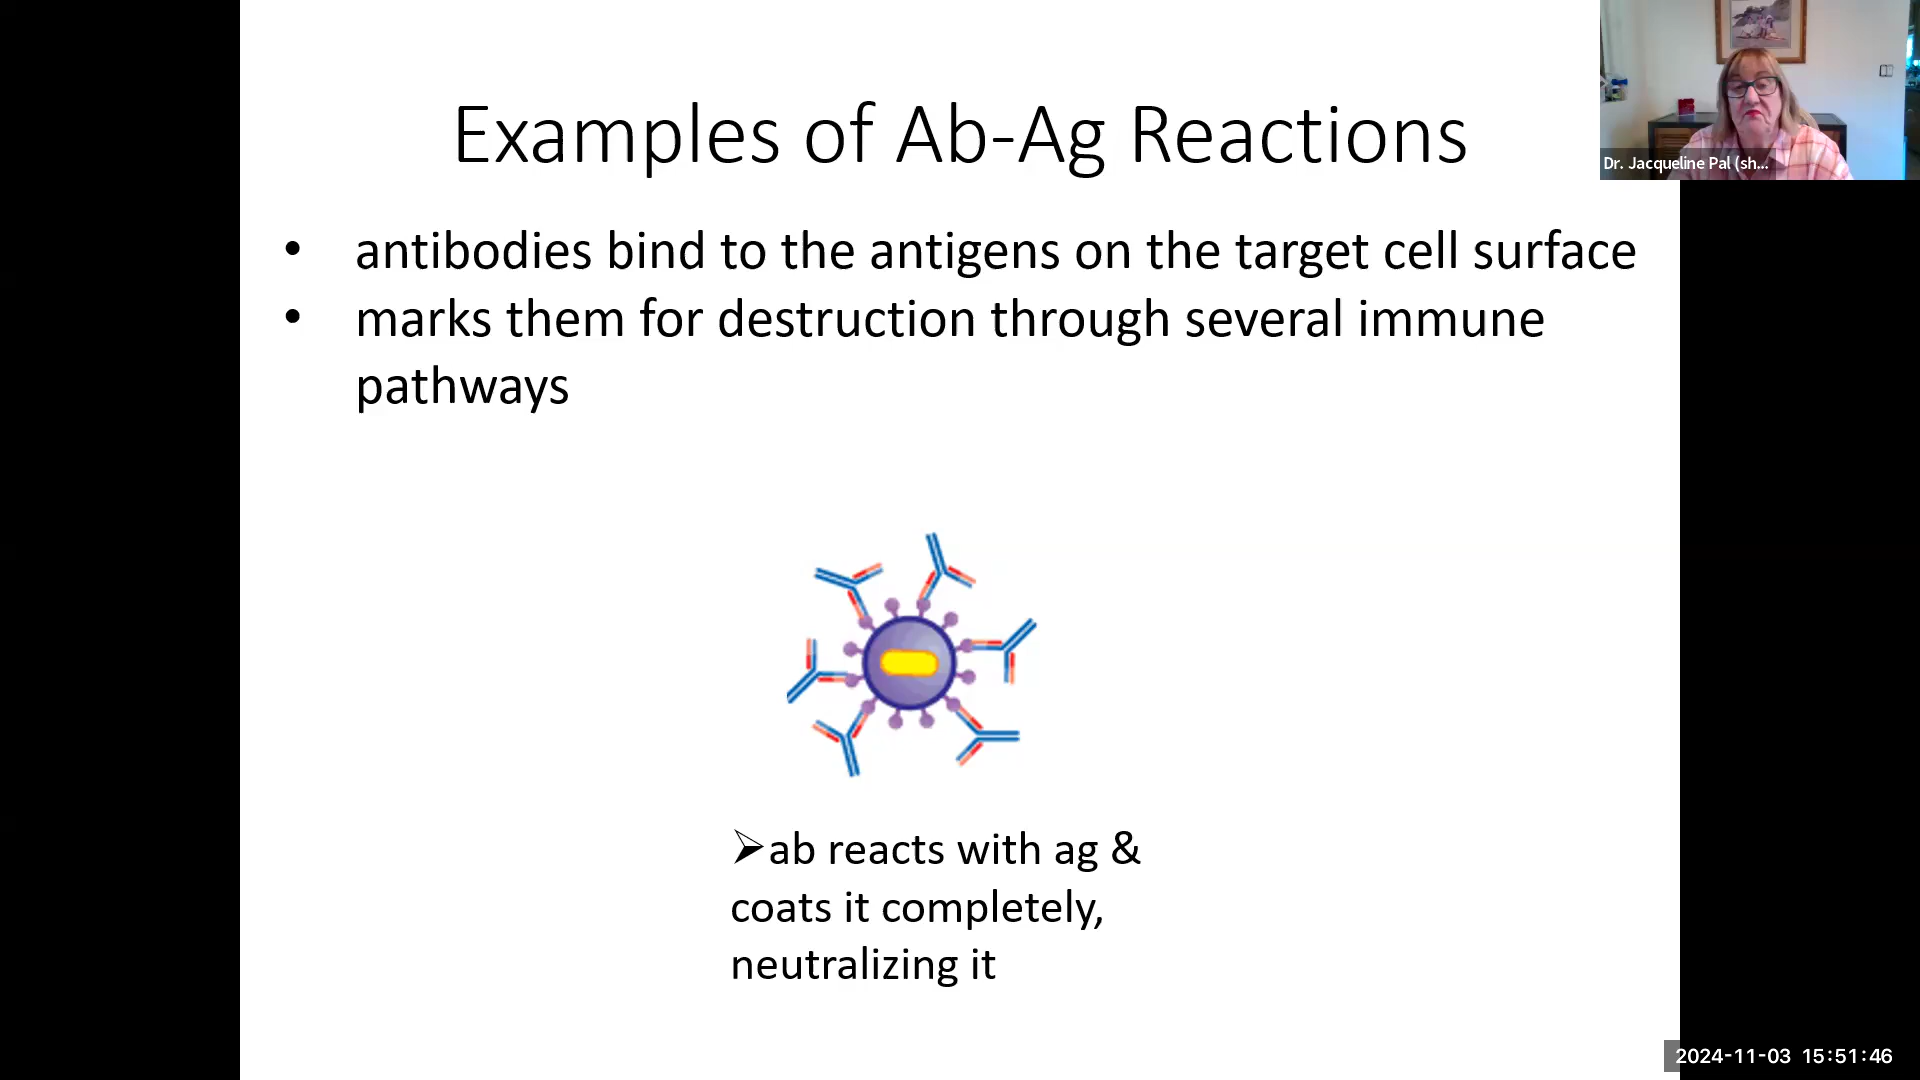 Examples of Ab-Ag Reactions
Dr. Jacqueline Pal (sh...
• antibodies bind to the antigens on the target cell surface
• marks them for destruction through several immune
pathways
➢ab reacts with ag &
coats it completely,
neutralizing it
2024-11-03 15:51:46